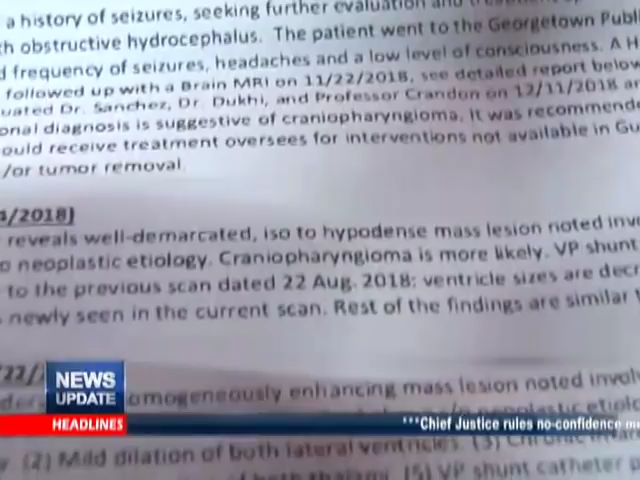 a history of seizures, seeking further evaluation and
obstructive hydrocephalus. The patient went to the Georgetown Publi
frequency of seizures, headaches and a low level of consciousness. A H
followed up with a Brain MRI on 11/22/2018, see detailed report below
uated Dr. Sanchez, Dr. Dukhi, and Professor Crandon on 12/11/2018 an
onal diagnosis is suggestive of craniopharyngioma. It was recommend
ould receive treatment oversees for interventions not available in Gu
/or tumor removal.
/2018)
reveals well-demarcated, iso to hypodense mass lesion noted invo
o neoplastic etiology. Craniopharyngioma is more likely. VP shunt
to the previous scan dated 22 Aug. 2018; ventricle sizes are decr
newly seen in the current scan. Rest of the findings are similar t
NEWS
UPDATE
omogeneously enhancing mass lesion noted involv
HEADLINES
***Chief Justice rules no-confidence
(2) Mild dilation of both lateral ventricles. (3)
of both thalami. (5) VP shunt catheter